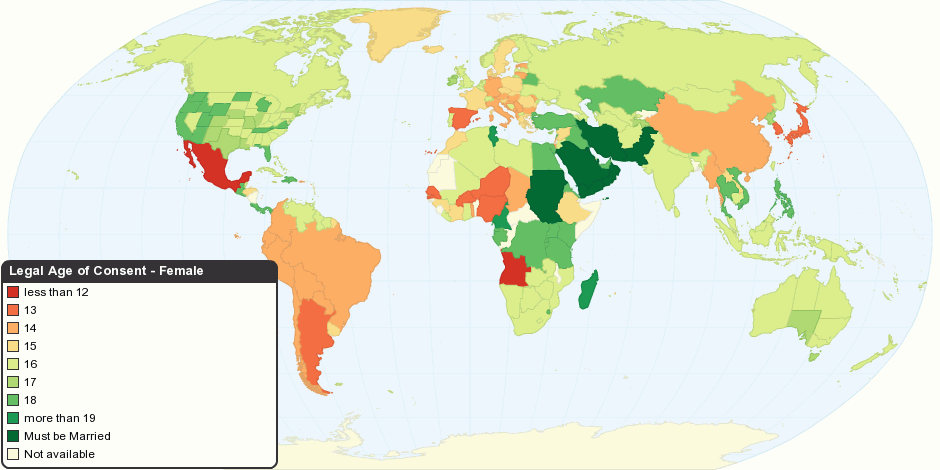 Legal Age of Consent - Female
less than 12
13
14
15
16
17
18
more than 19
Must be Married
Not available